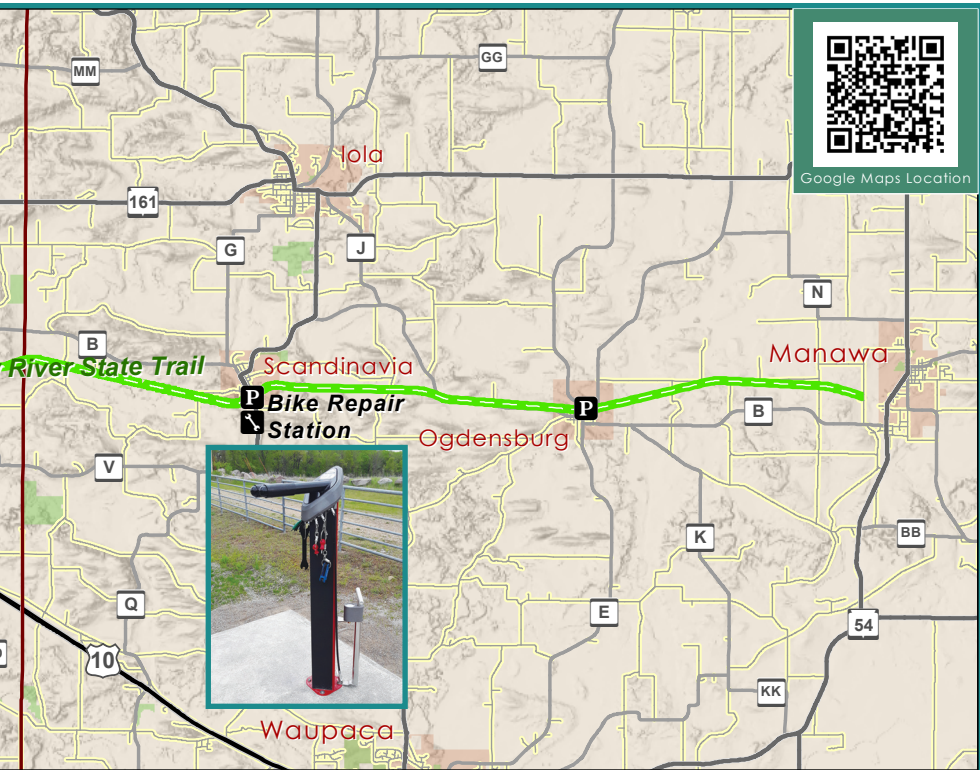 MM
GG
Iola
Google Maps Location
161
G
J
N
B
River State Trail
Scandinavia
Manawa
P
Bike Repair
Station
P
B
Ogdensburg
V
K
BB
Q
E
54
10
KK
Waupaca